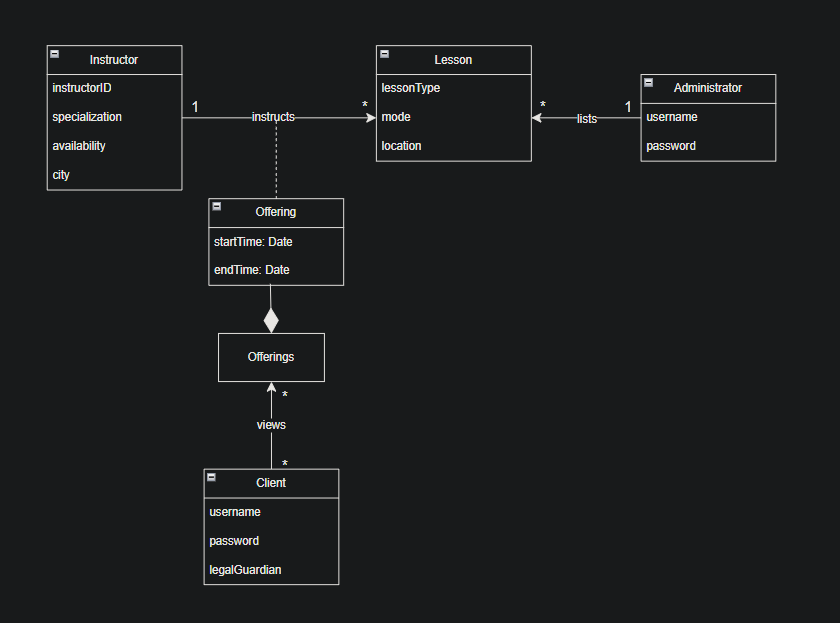 Instructor
instructorID
specialization
availability
city
1
instructs
*
Lesson
lessonType
mode
location
*
lists
1
Administrator
username
password
Offering
startTime: Date
endTime: Date
Offerings
*
views
*
Client
username
password
legalGuardian